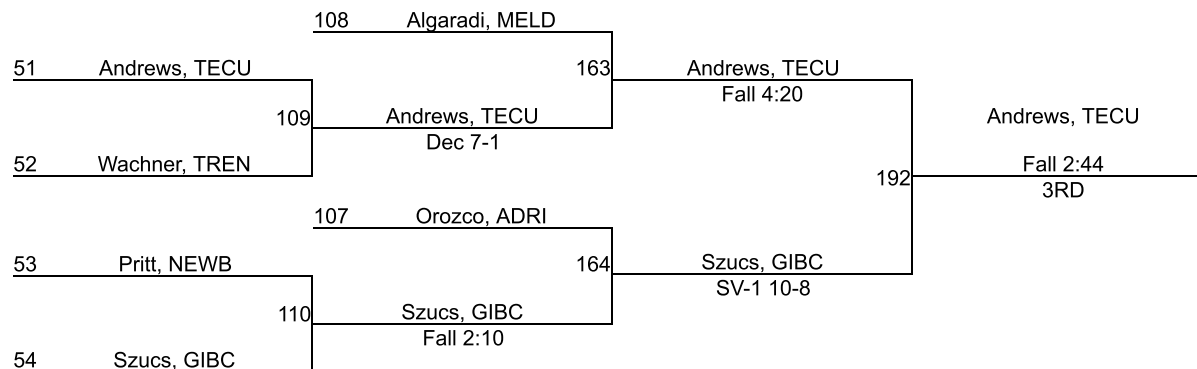 108 Algaradi, MELD
51 Andrews, TECU
163 Andrews, TECU
Fall 4:20
109 Andrews, TECU
Dec 7-1
Andrews, TECU
52 Wachner, TREN
192 Fall 2:44
3RD
107 Orozco, ADRI
53 Pritt, NEWB
164 Szucs, GIBC
SV-1 10-8
110 Szucs, GIBC
Fall 2:10
54 Szucs, GIBC